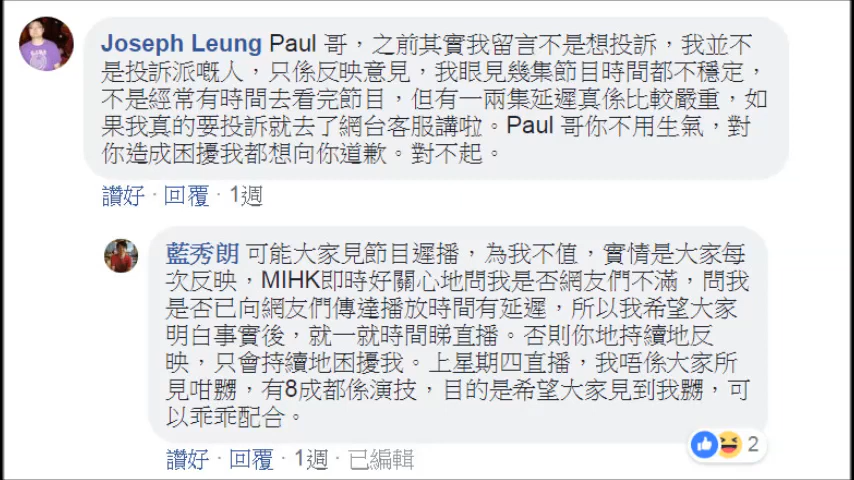 Joseph Leung Paul 哥，之前其實我留言不是想投訴，我並不
是投訴派嘅人，只係反映意見，我眼見幾集節目時間都不穩定，
不是經常有時間去看完節目，但有一兩集延遲真係比較嚴重，如
果我真的要投訴就去了網台客服講啦。Paul 哥你不用生氣，對
你造成困擾我都想向你道歉。對不起。
讚好 · 回覆 · 1週
藍秀朗 可能大家見節目遲播，為我不值，實情是大家每
次反映，MIHK即時好關心地問我是否網友們不滿，問我
是否已向網友們傳達播放時間有延遲，所以我希望大家
明白事實後，就一就時間睇直播。否則你地持續地反
映，只會持續地困擾我。上星期四直播，我唔係大家所
見咁嬲，有8成都係演技，目的是希望大家見到我嬲，可
以乖乖配合。
2
讚好 · 回覆 · 1週 · 已編輯